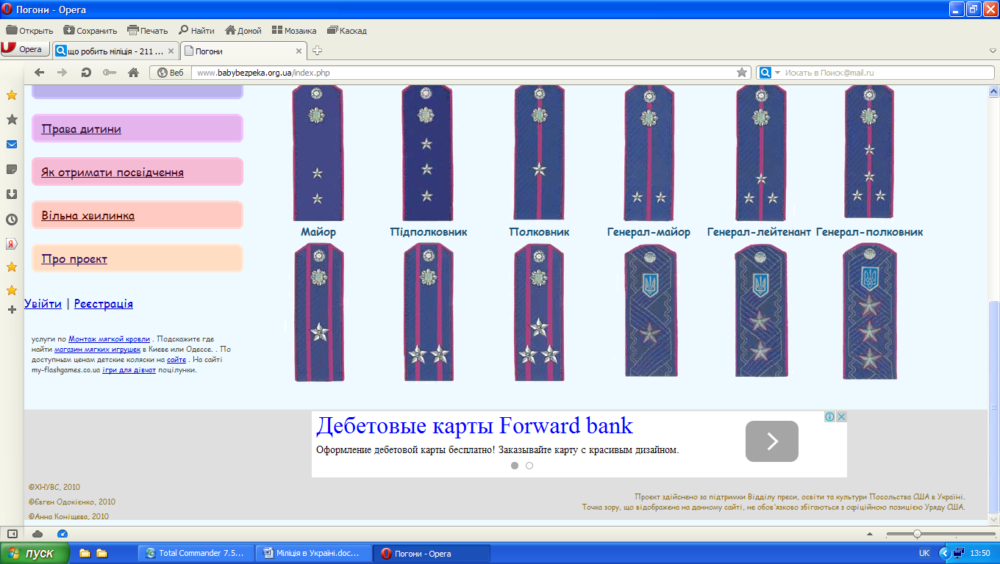 Погони - Opera
Открыть Сохранить Печать Найти Домой Мозаика Каскад
Opera що робить міліція - 211 ... Погони
Веб www.babybezpeka.org.ua/index.php Искать в Поиск@mail.ru
Права дитини
Як отримати посвідчення
Вільна хвилинка
Про проект
Увійти | Реєстрація
услуги по Монтаж мягкой кровли . Подскажите где
найти магазин мягких игрушек в Киеве или Одессе. . По
доступным ценам детские коляски на сайте . На сайті
my-flashgames.co.ua ігри для дівчат поцілунки.
Майор Підполковник Полковник Генерал-майор Генерал-лейтенант Генерал-полковник
Дебетовые карты Forward bank
Оформление дебетовой карты бесплатно! Заказывайте карту с красивым дизайном.
©ХНУВС, 2010
©Євген Одокієнко, 2010
©Анна Коніщева, 2010
Проект здійснено за підтримки Відділу преси, освіти та культури Посольства США в Україні.
Точка зору, що відображена на данному сайті, не обов'язково збігаються з офіційною позицією Уряду США.
пуск Total Commander 7.5... Міліція в Україні.doc... Погони - Opera UK 13:50